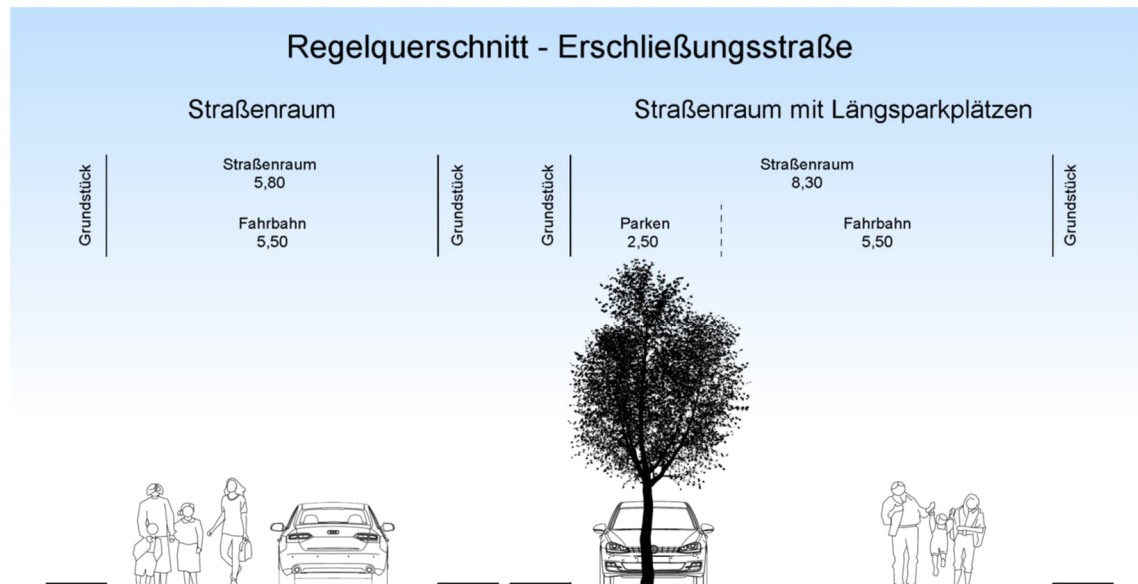 Regelquerschnitt - Erschließungsstraße
Straßenraum
Grundstück
Straßenraum
5,80
Fahrbahn
5,50
Grundstück
Straßenraum mit Längsparkplätzen
Grundstück
Straßenraum
8,30
Parken
2,50
Fahrbahn
5,50
Grundstück